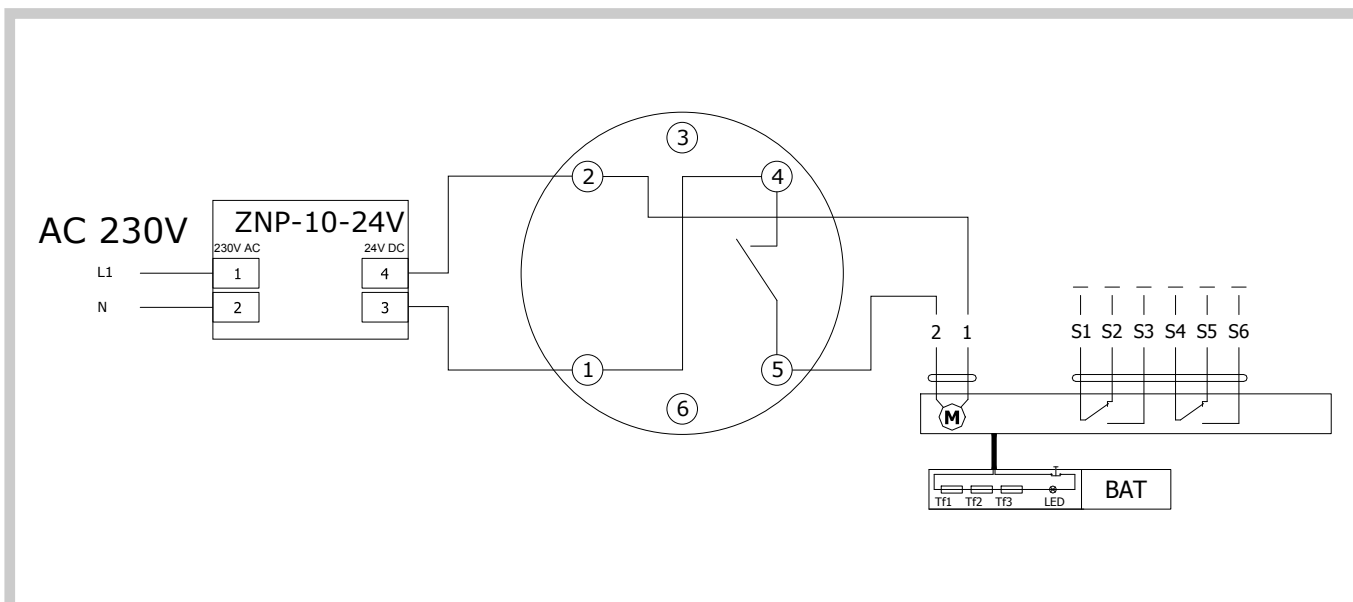 3
2 4
AC 230V ZNP-10-24V
230V AC 24V DC
L1 1 4
N 2 3
2 1 S1 S2 S3 S4 S5 S6
1 5
6
M
BAT
Tf1 Tf2 Tf3 LED